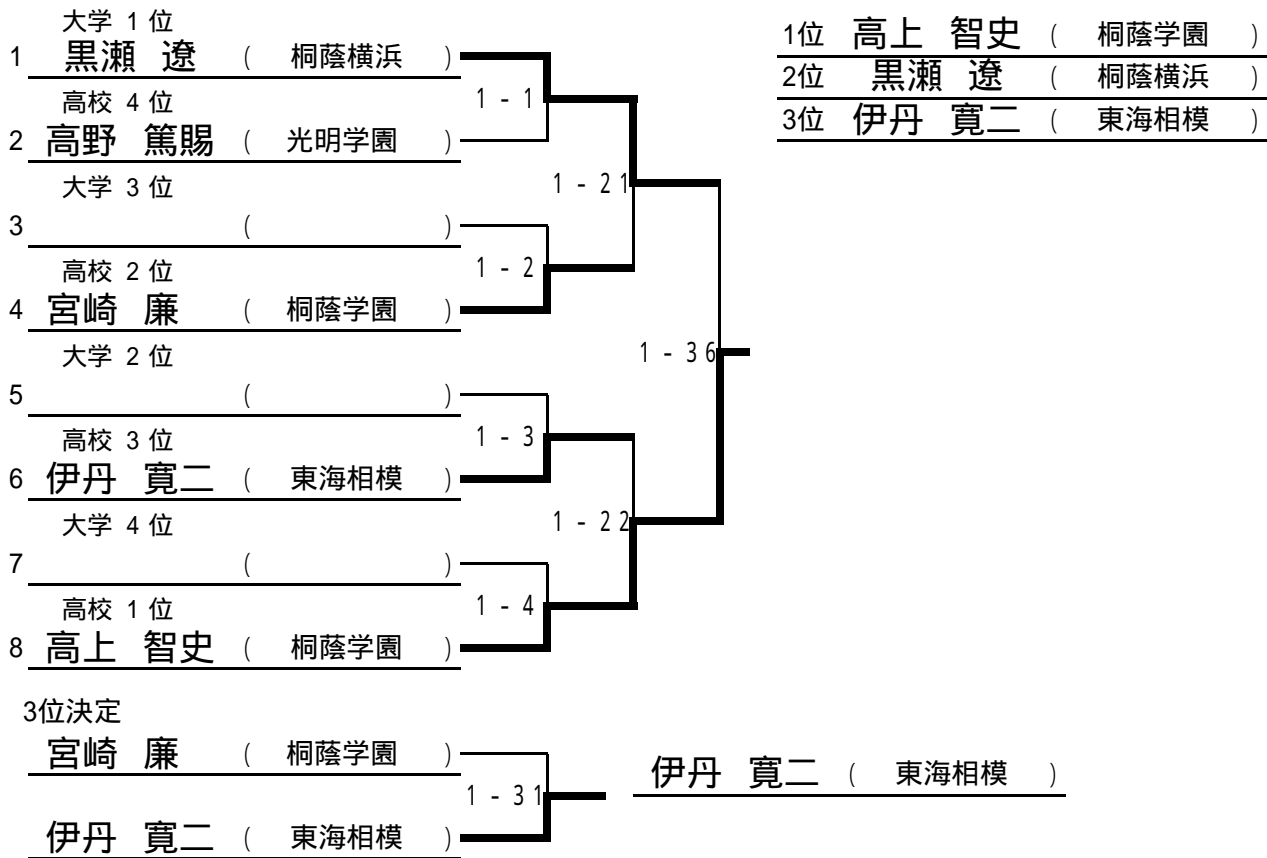 大学 1 位
1 黒瀬 遼 ( 桐蔭横浜 )
高校 4 位
1 - 1
2 高野 篤賜 ( 光明学園 )
大学 3 位
1 - 21
3 ( )
高校 2 位
1 - 2
4 宮崎 廉 ( 桐蔭学園 )
大学 2 位
1 - 36
5 ( )
高校 3 位
1 - 3
6 伊丹 寛二 ( 東海相模 )
大学 4 位
1 - 22
7 ( )
高校 1 位
1 - 4
8 高上 智史 ( 桐蔭学園 )
1位 高上 智史 ( 桐蔭学園 )
2位 黒瀬 遼 ( 桐蔭横浜 )
3位 伊丹 寛二 ( 東海相模 )
3位決定
宮崎 廉 ( 桐蔭学園 )
1 - 31
伊丹 寛二 ( 東海相模 )
伊丹 寛二 ( 東海相模 )